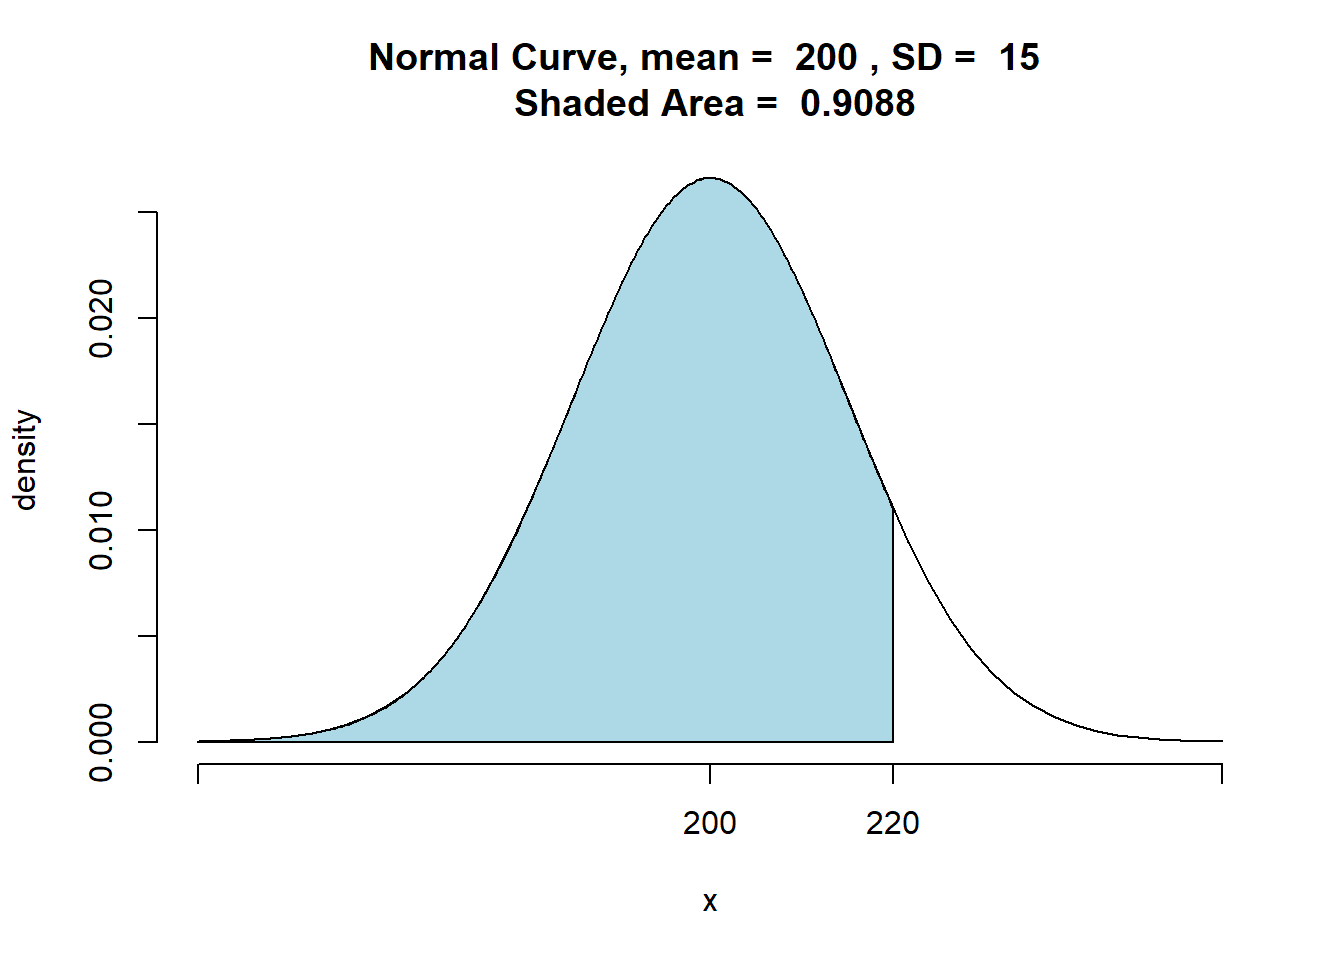 Normal Curve, mean =  200 , SD =  15
Shaded Area =  0.9088
density
0.020
0.010
0.000
200
220
x